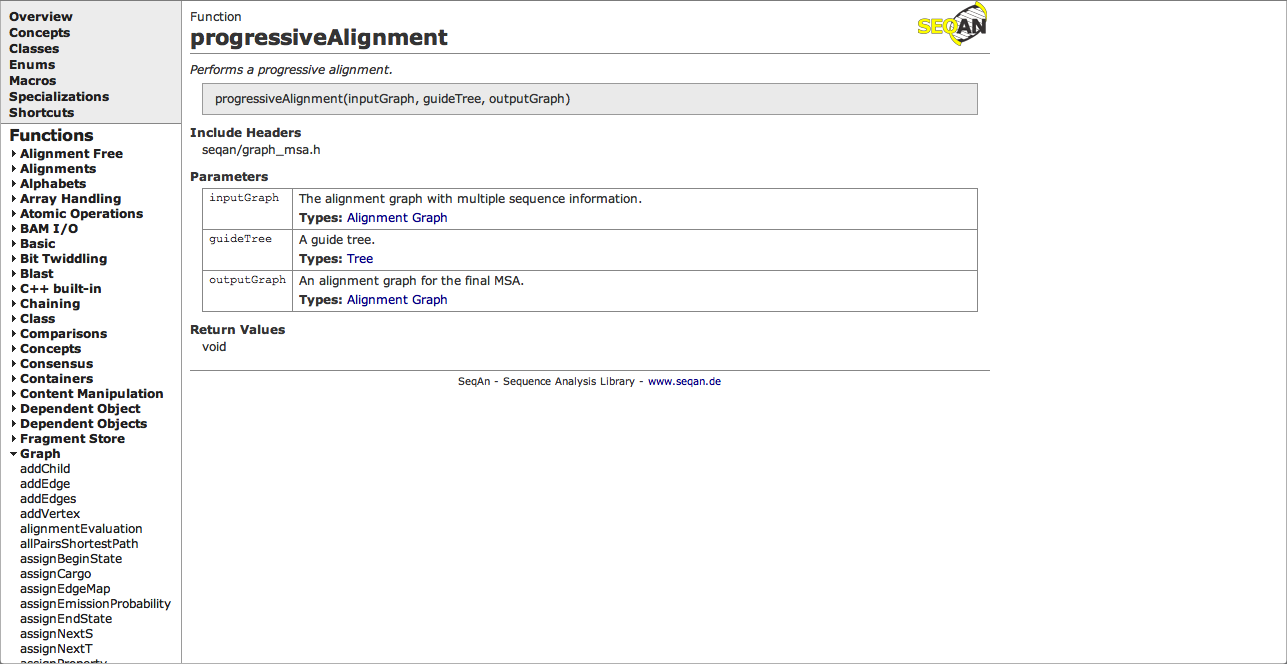 Overview
Concepts
Classes
Enums
Macros
Specializations
Shortcuts
Functions
Alignment Free
Alignments
Alphabets
Array Handling
Atomic Operations
BAM I/O
Basic
Bit Twiddling
Blast
C++ built-in
Chaining
Class
Comparisons
Concepts
Consensus
Containers
Content Manipulation
Dependent Object
Dependent Objects
Fragment Store
Graph
addChild
addEdge
addEdges
addVertex
alignmentEvaluation
allPairsShortestPath
assignBeginState
assignCargo
assignEdgeMap
assignEmissionProbability
assignEndState
assignNextS
assignNextT
assignProperty
Function
SEQAN
progressiveAlignment
Performs a progressive alignment.
progressiveAlignment(inputGraph, guideTree, outputGraph)
Include Headers
seqan/graph_msa.h
Parameters
inputGraph The alignment graph with multiple sequence information.
Types: Alignment Graph
guideTree A guide tree.
Types: Tree
outputGraph An alignment graph for the final MSA.
Types: Alignment Graph
Return Values
void
SeqAn - Sequence Analysis Library - www.seqan.de